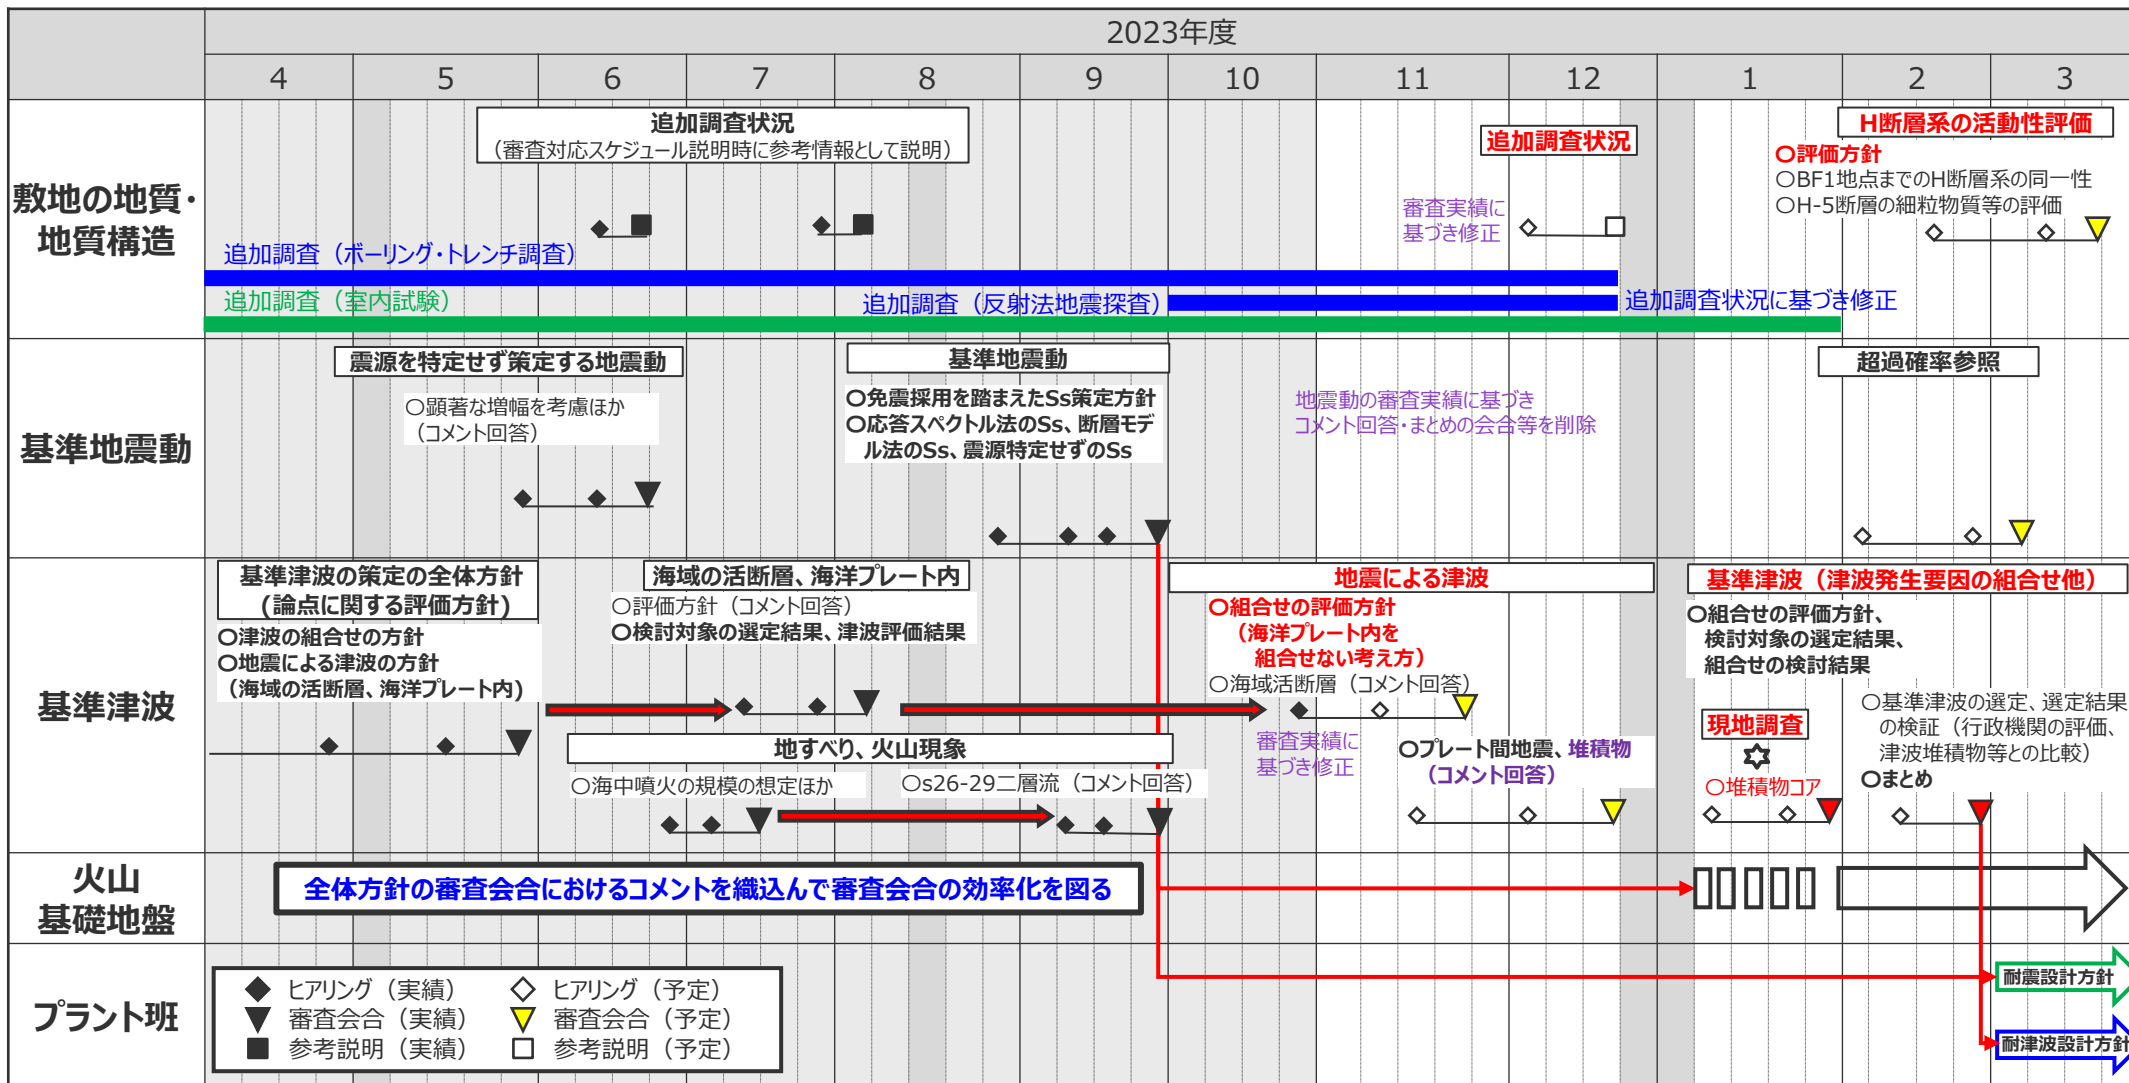 2023年度
4 5 6 7 8 9 10 11 12 1 2 3
敷地の地質・
地質構造
追加調査状況
（審査対応スケジュール説明時に参考情報として説明）
追加調査状況
審査実績に
基づき修正
H断層系の活動性評価
〇評価方針
〇BF1地点までのH断層系の同一性
〇H-5断層の細粒物質等の評価
追加調査（ボーリング・トレンチ調査）
追加調査（室内試験）
追加調査（反射法地震探査）
追加調査状況に基づき修正
基準地震動
震源を特定せず策定する地震動
〇顕著な増幅を考慮ほか
（コメント回答）
基準地震動
〇免震採用を踏まえたSs策定方針
〇応答スペクトル法のSs、断層モデ
ル法のSs、震源特定せずのSs
地震動の審査実績に基づき
コメント回答・まとめの会合等を削除
超過確率参照
基準津波
基準津波の策定の全体方針
(論点に関する評価方針)
〇津波の組合せの方針
〇地震による津波の方針
（海域の活断層、海洋プレート内)
海域の活断層、海洋プレート内
〇評価方針（コメント回答）
〇検討対象の選定結果、津波評価結果
地すべり、火山現象
〇海中噴火の規模の想定ほか
〇s26-29二層流（コメント回答）
地震による津波
〇組合せの評価方針
（海洋プレート内を
組合せない考え方）
〇海域活断層（コメント回答）
審査実績に
基づき修正
〇プレート間地震、堆積物
（コメント回答）
基準津波（津波発生要因の組合せ他）
〇組合せの評価方針、
検討対象の選定結果、
組合せの検討結果
現地調査
〇堆積物コア
〇基準津波の選定、選定結果
の検証（行政機関の評価、
津波堆積物等との比較）
〇まとめ
火山
基礎地盤
全体方針の審査会合におけるコメントを織込んで審査会合の効率化を図る
プラント班
ヒアリング（実績） ヒアリング（予定）
審査会合（実績） 審査会合（予定）
参考説明（実績） 参考説明（予定）
耐震設計方針
耐津波設計方針